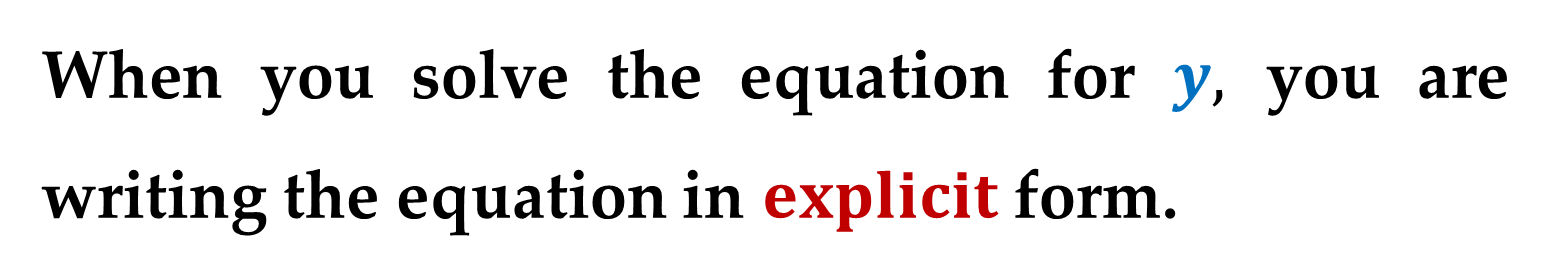 When you solve the equation for y, you are
writing the equation in explicit form.